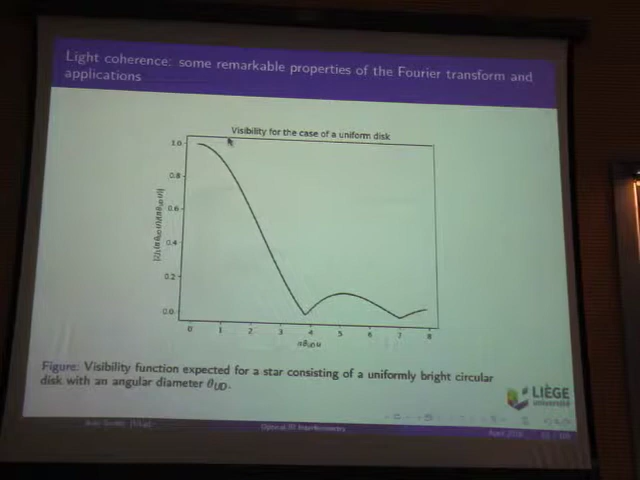 Light coherence: some remarkable properties of the Fourier transform and
applications
Visibility for the case of a uniform disk
1.0
0.8
0.6
0.4
0.2
0.0
0 1 2 3 4 5 6 7 8
πθ_UD u
Figure: Visibility function expected for a star consisting of a uniformly bright circular
disk with an angular diameter θ_UD.
LIÈGE
université
Optical/IR Interferometry
April